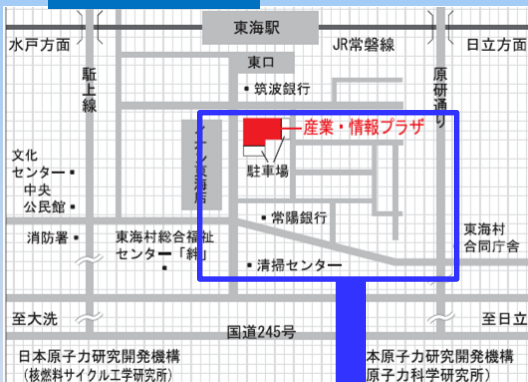 東海駅
水戸方面
JR常磐線
日立方面
東口
駈上線
原研通り
筑波銀行
産業・情報プラザ
イオン東海店
駐車場
文化
センター
中央
公民館
常陽銀行
消防署
東海村総合福祉
センター「絆」
東海村
合同庁舎
清掃センター
至大洗
至日立
国道245号
日本原子力研究開発機構
(核燃料サイクル工学研究所)
本原子力研究開発機構
原子力科学研究所)